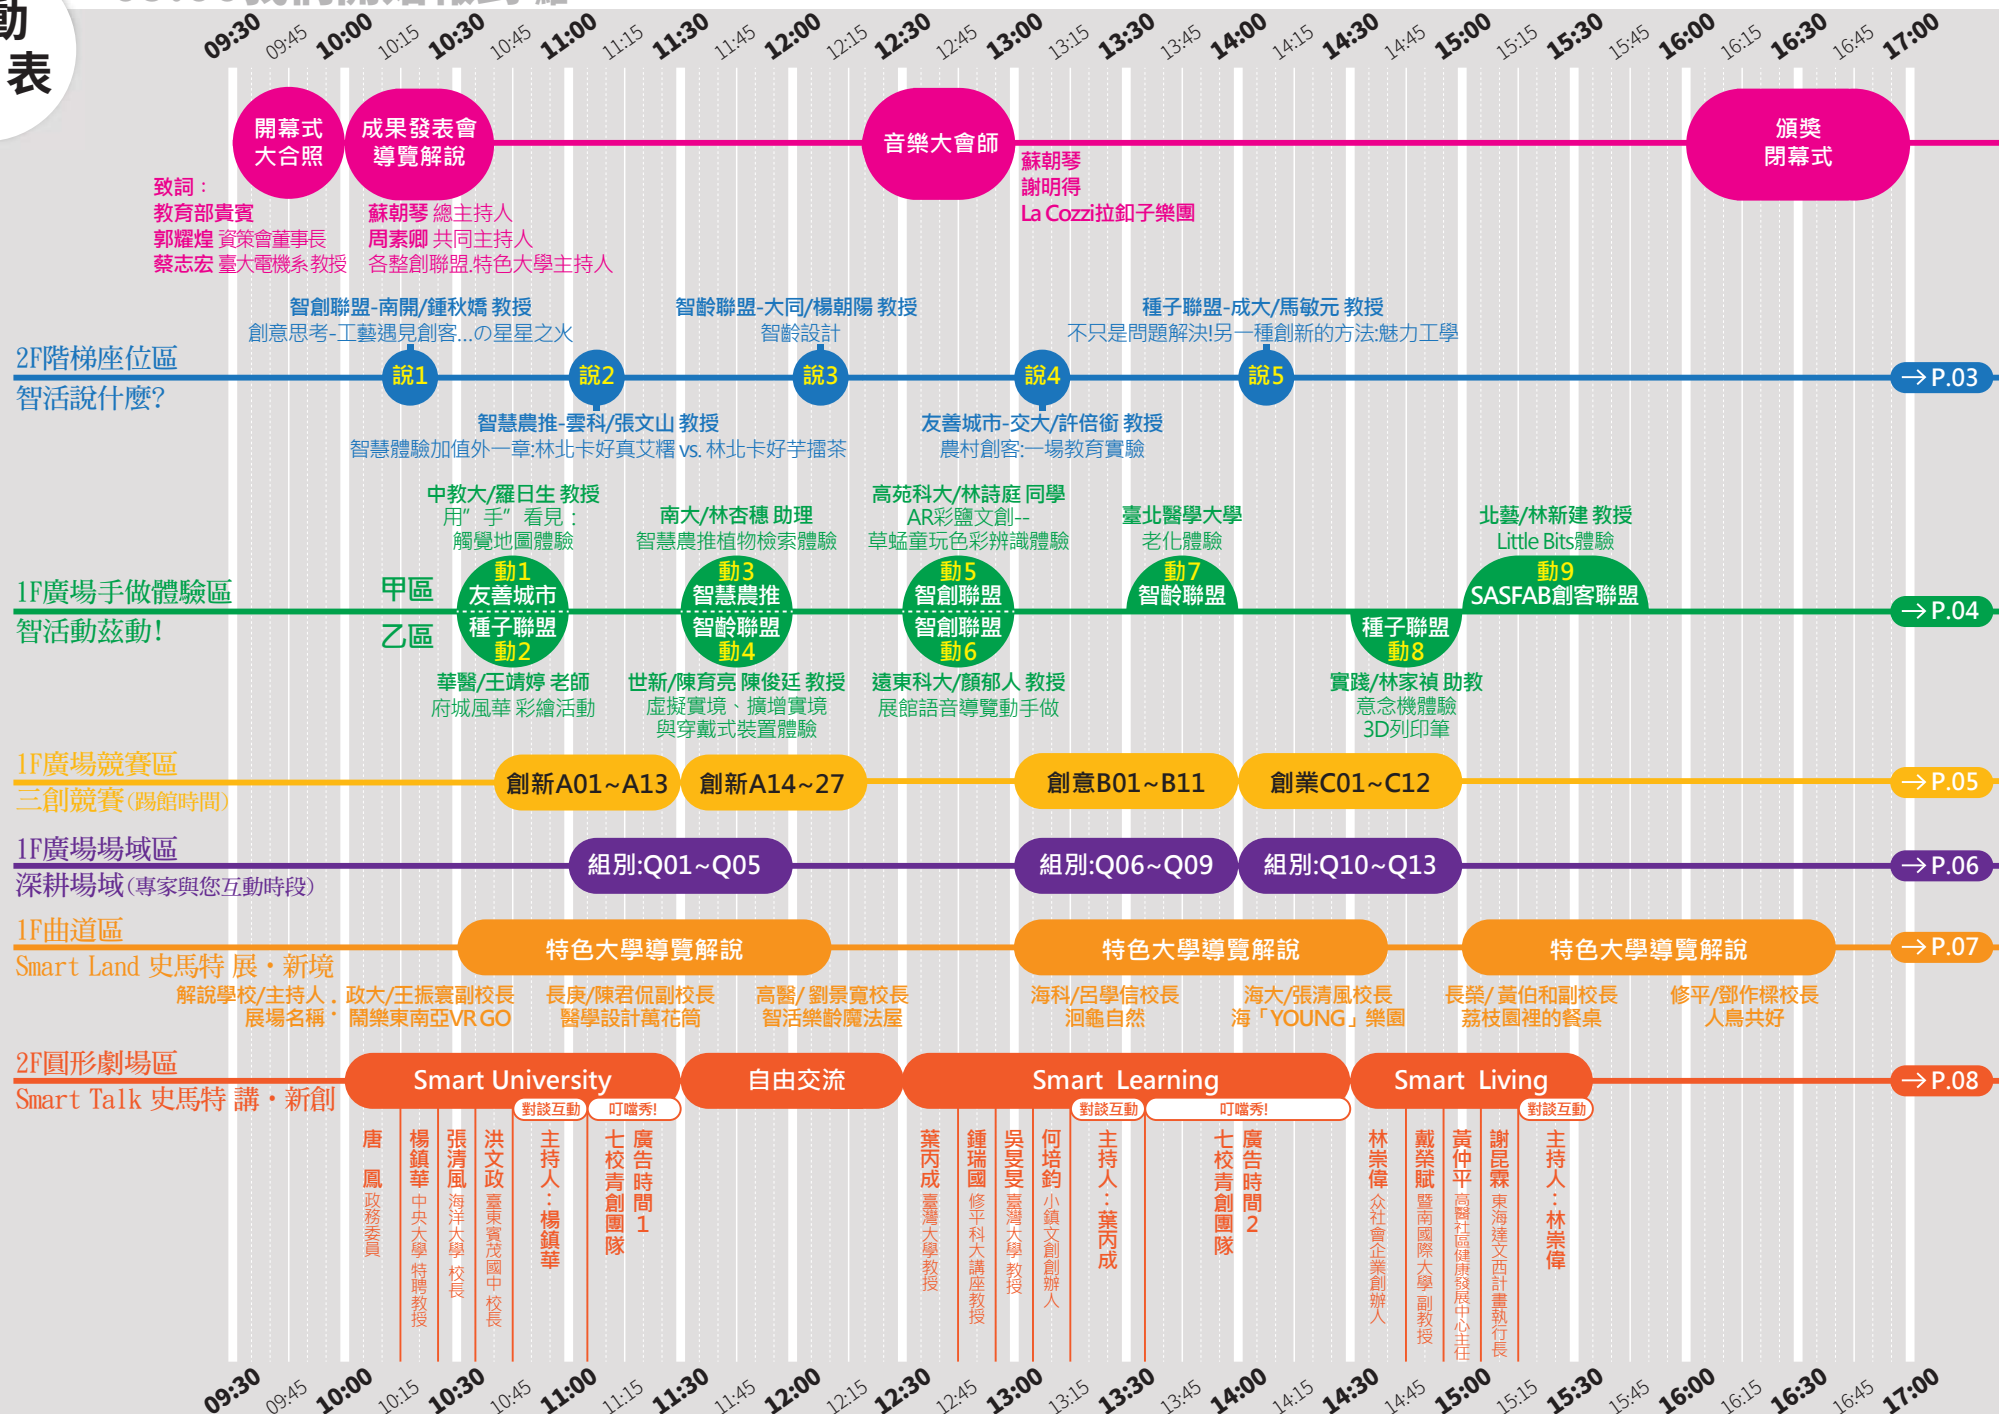 動
表
09:30 09:45 10:00 10:15 10:30 10:45 11:00 11:15 11:30 11:45 12:00 12:15 12:30 12:45 13:00 13:15 13:30 13:45 14:00 14:15 14:30 14:45 15:00 15:15 15:30 15:45 16:00 16:15 16:30 16:45 17:00
開幕式
大合照
成果發表會
導覽解說
音樂大會師
頒獎
閉幕式
致詞：
教育部貴賓
郭耀煌 資策會董事長
蔡志宏 臺大電機系教授
蘇朝琴 總主持人
周素卿 共同主持人
各整創聯盟.特色大學主持人
蘇朝琴
謝明得
La Cozzi拉釦子樂團
2F階梯座位區
智活說什麼?
智創聯盟-南開/鍾秋嬌 教授
創意思考-工藝遇見創客...の星星之火
智齡聯盟-大同/楊朝陽 教授
智齡設計
種子聯盟-成大/馬敏元 教授
不只是問題解決!另一種創新的方法:魅力工學
說1
說2
說3
說4
說5
→ P.03
智慧農推-雲科/張文山 教授
智慧體驗加值外一章:林北卡好真艾糬 vs. 林北卡好芋擂茶
友善城市-交大/許倍銜 教授
農村創客:一場教育實驗
1F廣場手做體驗區
智活動茲動!
甲區
乙區
中教大/羅日生 教授
用”手”看見：
觸覺地圖體驗
動1
友善城市
種子聯盟
動2
華醫/王靖婷 老師
府城風華 彩繪活動
南大/林杏穗 助理
智慧農推植物檢索體驗
動3
智慧農推
智齡聯盟
動4
世新/陳育亮 陳俊廷 教授
虛擬實境、擴增實境
與穿戴式裝置體驗
高苑科大/林詩庭 同學
AR彩鹽文創--
草蜢童玩色彩辨識體驗
動5
智創聯盟
智創聯盟
動6
遠東科大/顏郁人 教授
展館語音導覽動手做
臺北醫學大學
老化體驗
動7
智齡聯盟
種子聯盟
動8
實踐/林家禎 助教
意念機體驗
3D列印筆
北藝/林新建 教授
Little Bits體驗
動9
SASFAB創客聯盟
→ P.04
1F廣場競賽區
三創競賽(踢館時間)
創新A01~A13
創新A14~27
創意B01~B11
創業C01~C12
→ P.05
1F廣場場域區
深耕場域(專家與您互動時段)
組別:Q01~Q05
組別:Q06~Q09
組別:Q10~Q13
→ P.06
1F曲道區
Smart Land 史馬特 展・新境
特色大學導覽解說
特色大學導覽解說
特色大學導覽解說
→ P.07
解說學校/主持人：
展場名稱：
政大/王振寰副校長
鬧樂東南亞VR GO
長庚/陳君侃副校長
醫學設計萬花筒
高醫/ 劉景寬校長
智活樂齡魔法屋
海科/呂學信校長
洄龜自然
海大/張清風校長
海「YOUNG」樂園
長榮/ 黃伯和副校長
荔枝園裡的餐桌
修平/鄧作樑校長
人鳥共好
2F圓形劇場區
Smart Talk 史馬特 講・新創
Smart University
自由交流
Smart Learning
Smart Living
→ P.08
對談互動
叮噹秀!
對談互動
叮噹秀!
對談互動
唐 鳳 政務委員
楊鎮華 中央大學 特聘教授
張清風 海洋大學 校長
洪文政 臺東賓茂國中 校長
主持人：楊鎮華
廣告時間1
七校青創團隊
葉丙成 臺灣大學教授
鍾瑞國 修平科大講座教授
吳旻旻 臺灣大學 教授
何培鈞 小鎮文創創辦人
主持人：葉丙成
廣告時間2
七校青創團隊
林崇偉 众社會企業創辦人
戴榮賦 暨南國際大學 副教授
黃仲平 高醫社區健康發展中心主任
謝昆霖 東海達文西計畫執行長
主持人：林崇偉
09:30 09:45 10:00 10:15 10:30 10:45 11:00 11:15 11:30 11:45 12:00 12:15 12:30 12:45 13:00 13:15 13:30 13:45 14:00 14:15 14:30 14:45 15:00 15:15 15:30 15:45 16:00 16:15 16:30 16:45 17:00